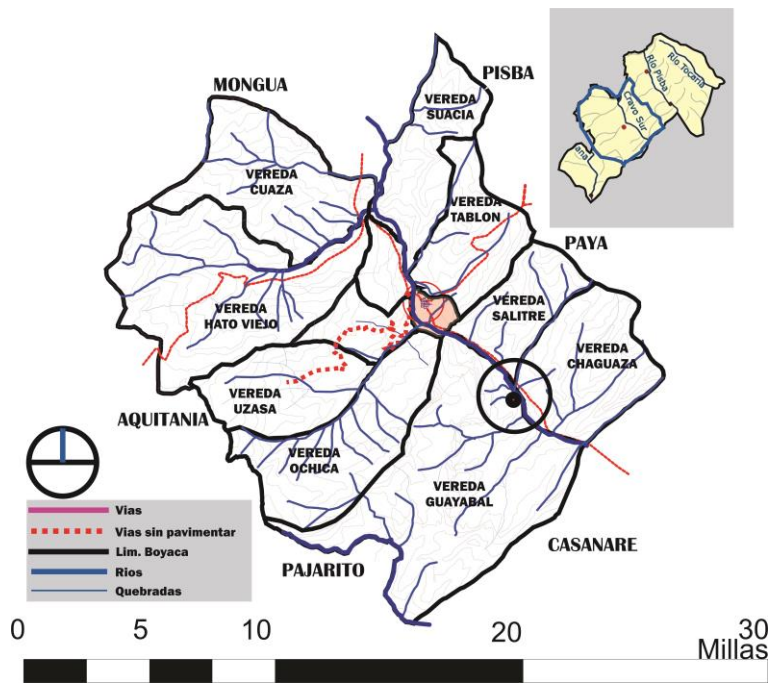 MONGUA
PISBA
VEREDA
SUACIA
Río Tocaria
Río Pisba
Cravo Sur
VEREDA
CUAZA
VEREDA
TABLON
PAYA
VEREDA
SALITRE
VEREDA
HATO VIEJO
VEREDA
CHAGUAZA
VEREDA
UZASA
AQUITANIA
VEREDA
OCHICA
VEREDA
GUAYABAL
CASANARE
PAJARITO
Vias
Vias sin pavimentar
Lim. Boyaca
Rios
Quebradas
0 5 10 20 30
Millas